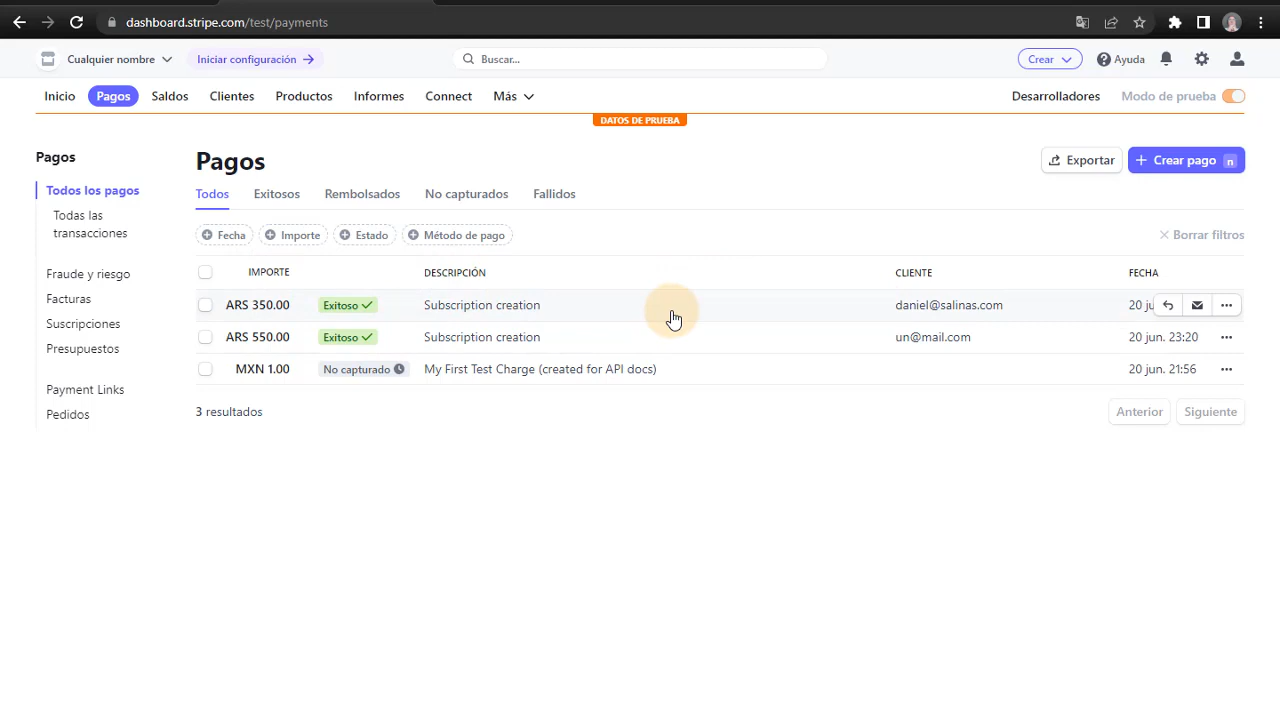 dashboard.stripe.com/test/payments
Cualquier nombre
Iniciar configuración →
Buscar...
Crear
Ayuda
Inicio
Pagos
Saldos
Clientes
Productos
Informes
Connect
Más
Desarrolladores
Modo de prueba
DATOS DE PRUEBA
Pagos
Todos los pagos
Todas las
transacciones
Fraude y riesgo
Facturas
Suscripciones
Presupuestos
Payment Links
Pedidos
Pagos
Exportar
+ Crear pago n
Todos
Exitosos
Rembolsados
No capturados
Fallidos
Fecha
Importe
Estado
Método de pago
Borrar filtros
IMPORTE DESCRIPCIÓN CLIENTE FECHA
ARS 350.00 Exitoso Subscription creation daniel@salinas.com 20 ju
ARS 550.00 Exitoso Subscription creation un@mail.com 20 jun. 23:20
MXN 1.00 No capturado My First Test Charge (created for API docs) 20 jun. 21:56
3 resultados
Anterior
Siguiente